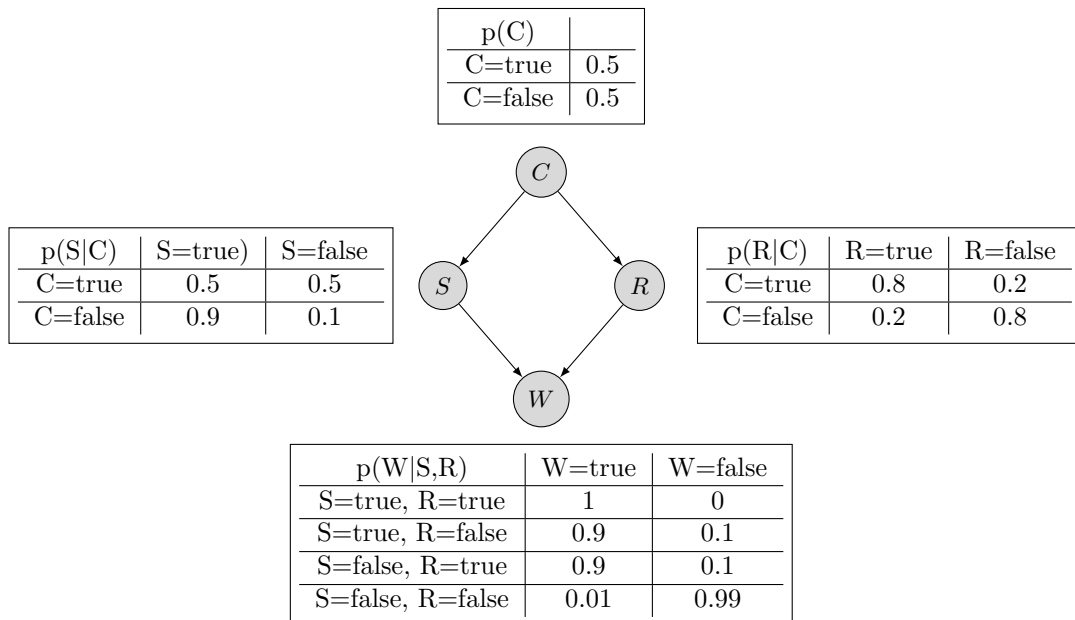 p(C)
C=true 0.5
C=false 0.5
C
p(S|C) S=true) S=false
C=true 0.5 0.5
C=false 0.9 0.1
S
R
p(R|C) R=true R=false
C=true 0.8 0.2
C=false 0.2 0.8
W
p(W|S,R) W=true W=false
S=true, R=true 1 0
S=true, R=false 0.9 0.1
S=false, R=true 0.9 0.1
S=false, R=false 0.01 0.99